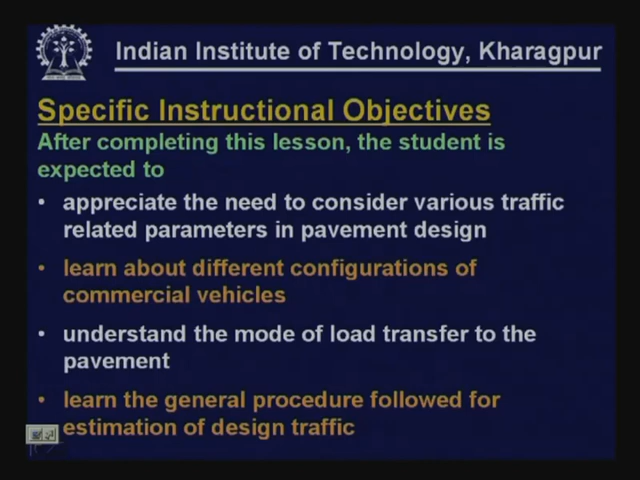 Indian Institute of Technology, Kharagpur
Specific Instructional Objectives
After completing this lesson, the student is
expected to
• appreciate the need to consider various traffic
related parameters in pavement design
• learn about different configurations of
commercial vehicles
• understand the mode of load transfer to the
pavement
• learn the general procedure followed for
estimation of design traffic